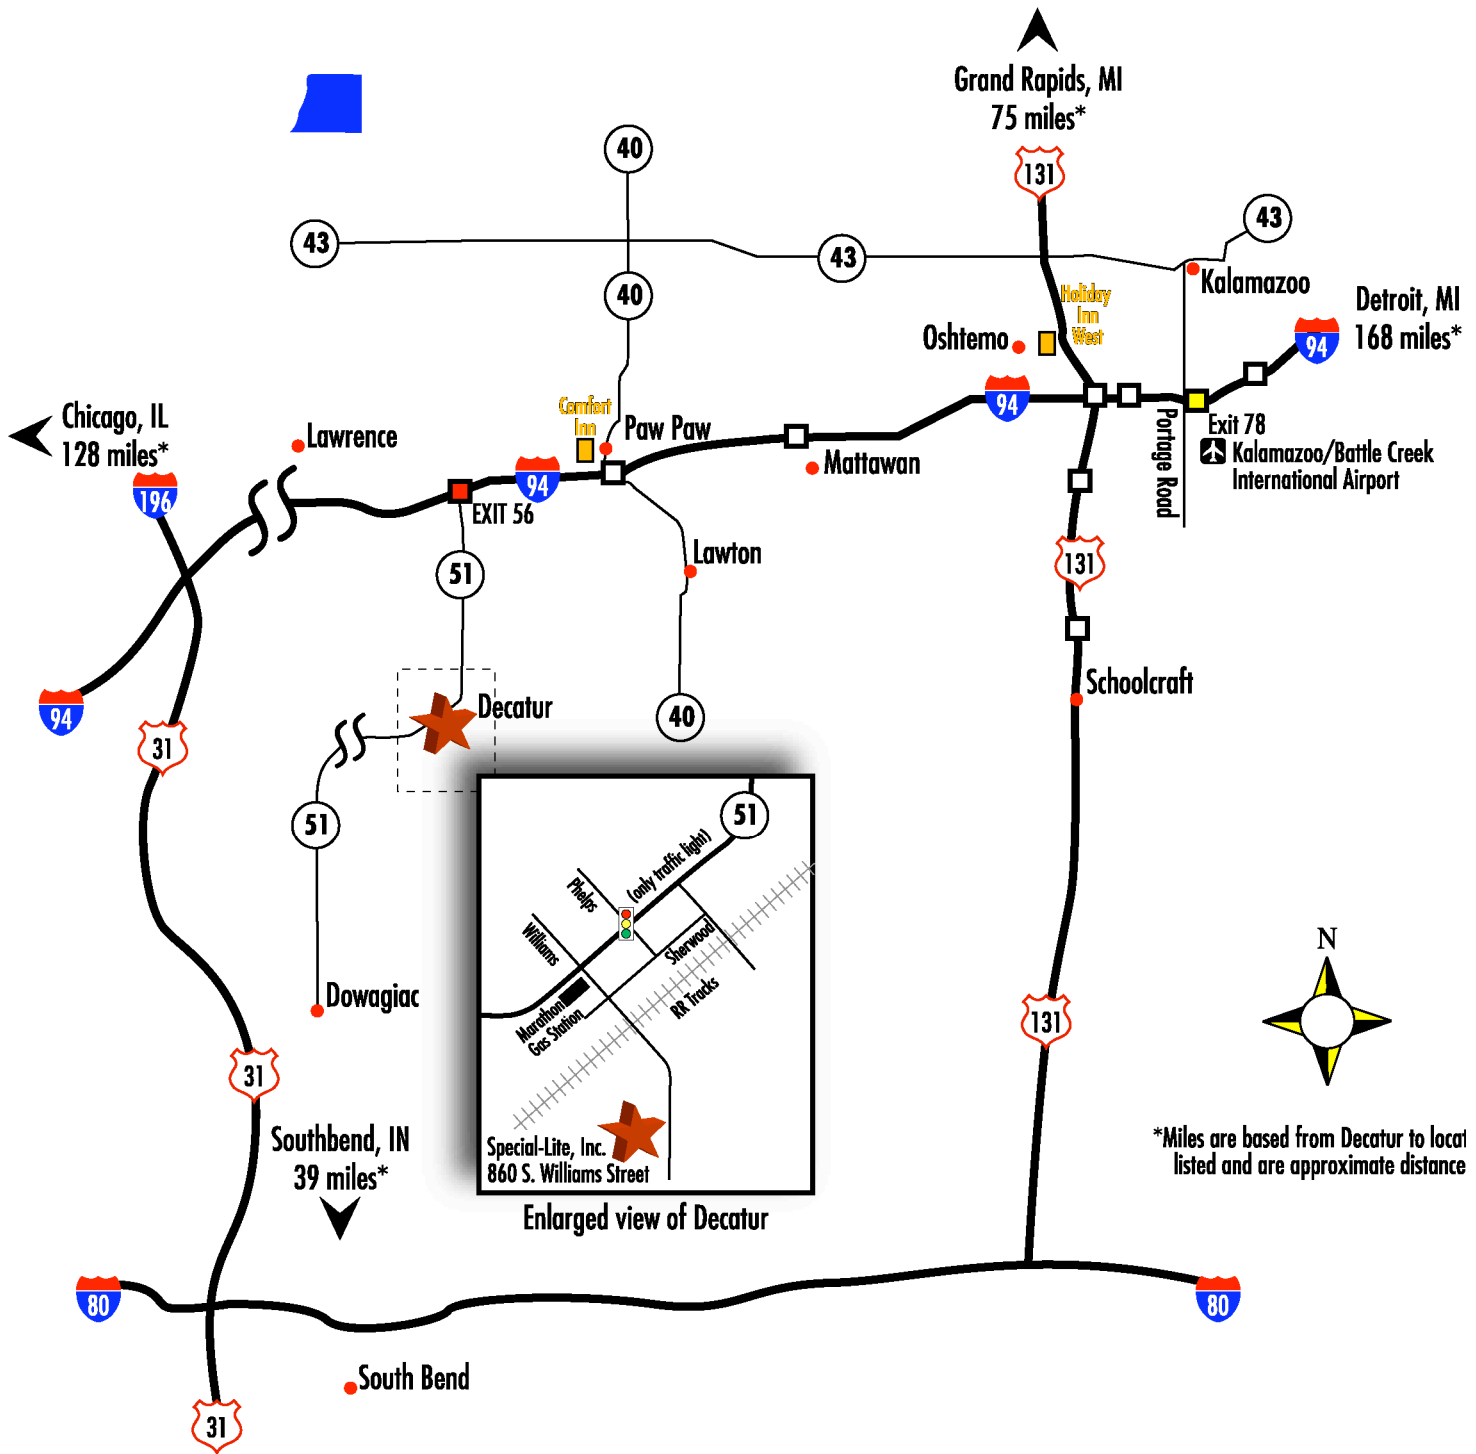 Grand Rapids, MI
75 miles*
131
40
43
43
43
40
Kalamazoo
Holiday
Inn
West
Oshtemo
Detroit, MI
168 miles*
94
94
Chicago, IL
128 miles*
Lawrence
Comfort
Inn
Paw Paw
Mattawan
Portage Road
Exit 78
Kalamazoo/Battle Creek
International Airport
196
94
EXIT 56
51
Lawton
131
94
31
Decatur
40
Schoolcraft
51
51
(only traffic light)
Phelps
Williams
Sherwood
RR Tracks
Marathon
Gas Station
Dowagiac
131
N
31
Southbend, IN
39 miles*
Special-Lite, Inc.
860 S. Williams Street
Enlarged view of Decatur
*Miles are based from Decatur to locat
listed and are approximate distance
80
80
South Bend
31